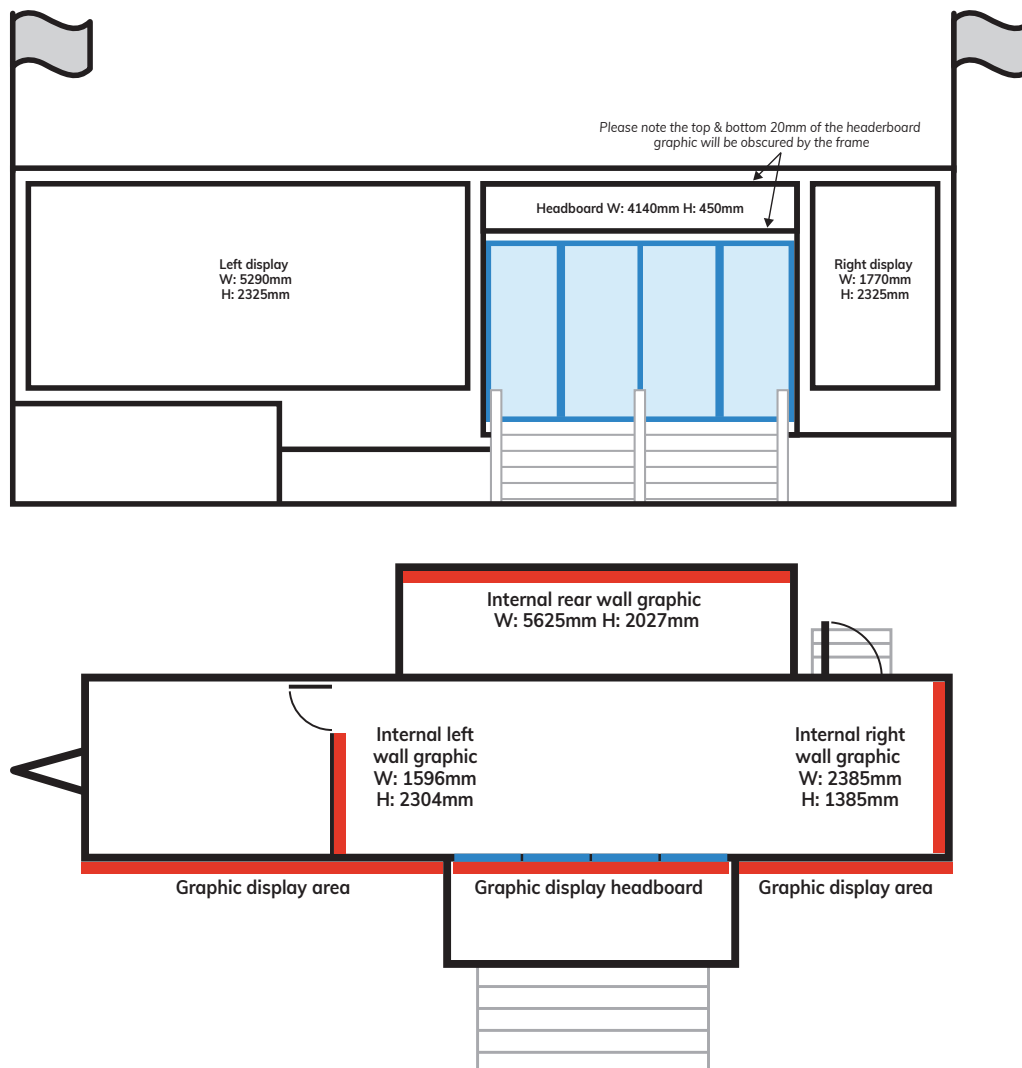 Please note the top & bottom 20mm of the headerboard
graphic will be obscured by the frame
Headboard W: 4140mm H: 450mm
Left display
W: 5290mm
H: 2325mm
Right display
W: 1770mm
H: 2325mm
Internal rear wall graphic
W: 5625mm H: 2027mm
Internal left
wall graphic
W: 1596mm
H: 2304mm
Internal right
wall graphic
W: 2385mm
H: 1385mm
Graphic display area
Graphic display headboard
Graphic display area